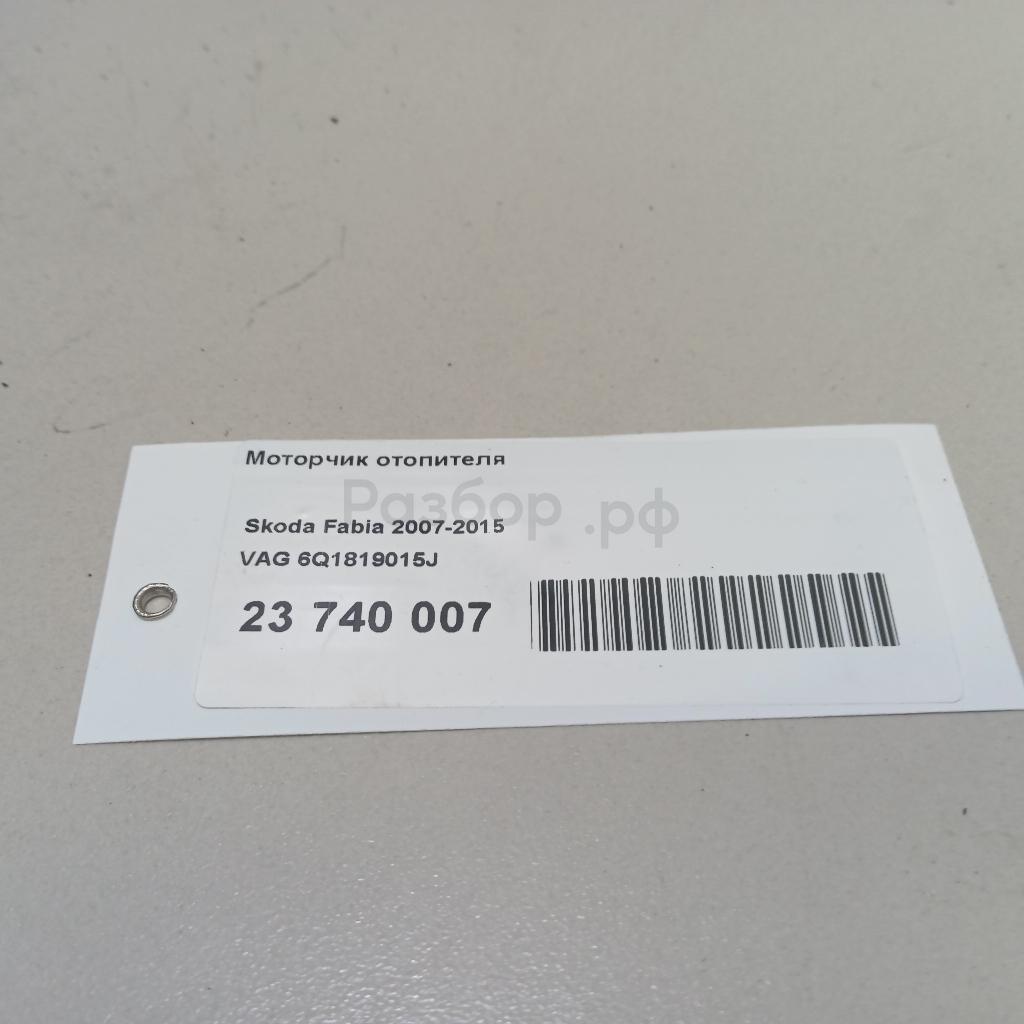 Моторчик отопителя
Разбор.рф
Skoda Fabia 2007-2015
VAG 6Q1819015J
23 740 007